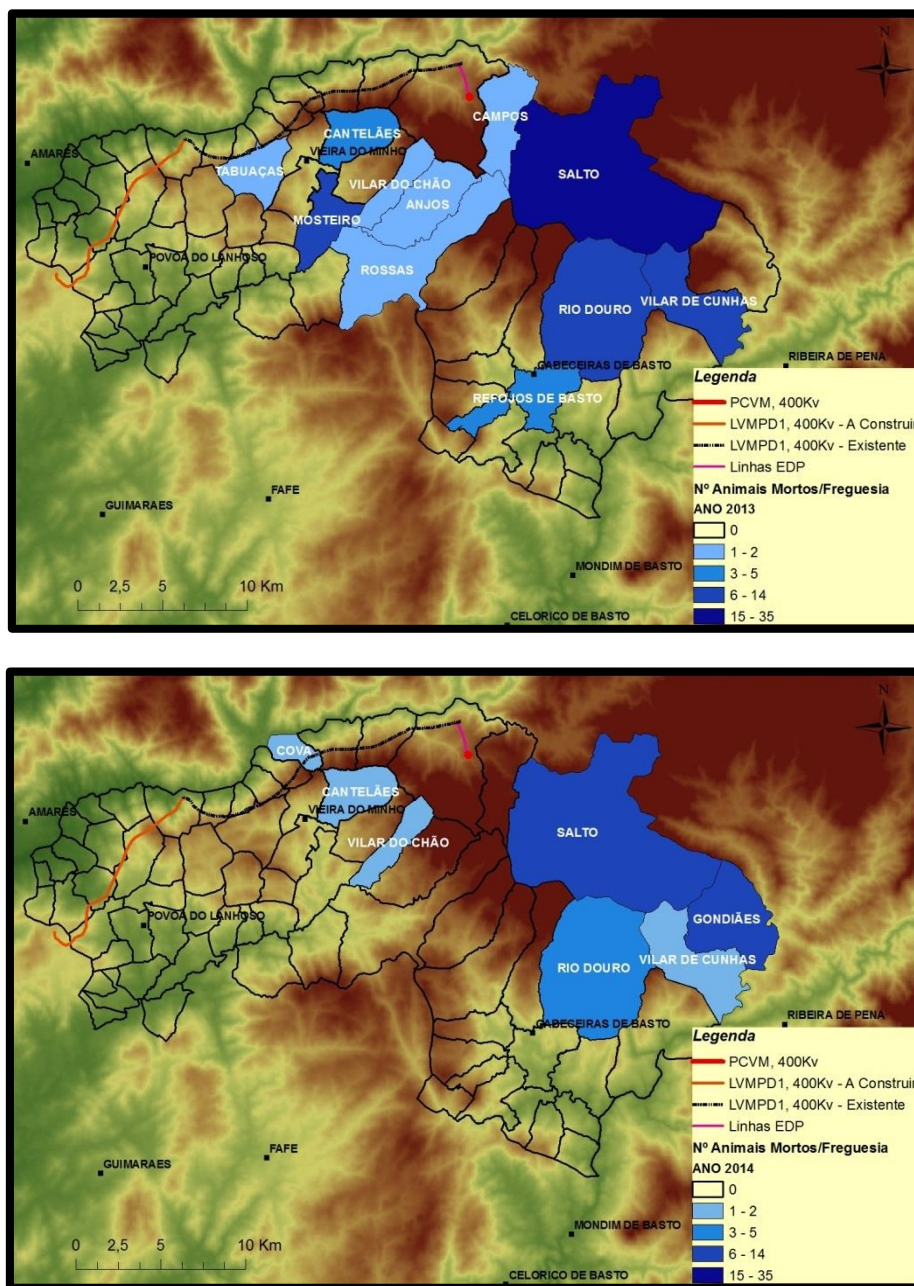 N
CAMPOS
CANTELÃES
AMARES
VIEIRA DO MINHO
TABUAÇAS
VILAR DO CHÃO
SALTO
ANJOS
MOSTEIRO
POVOA DO LANHOSO
ROSSAS
VILAR DE CUNHAS
RIO DOURO
RIBEIRA DE PENA
CABECEIRAS DE BASTO
REFOJOS DE BASTO
Legenda
PCVM, 400Kv
LVMPD1, 400Kv - A Construir
LVMPD1, 400Kv - Existente
Linhas EDP
Nº Animais Mortos/Freguesia
ANO 2013
0
1 - 2
3 - 5
6 - 14
15 - 35
FAFE
GUIMARAES
MONDIM DE BASTO
0 2,5 5 10 Km
CELORICO DE BASTO
N
COVA
CANTELÃES
AMARES
VIEIRA DO MINHO
VILAR DO CHÃO
SALTO
POVOA DO LANHOSO
GONDIÃES
VILAR DE CUNHAS
RIO DOURO
RIBEIRA DE PENA
CABECEIRAS DE BASTO
Legenda
PCVM, 400Kv
LVMPD1, 400Kv - A Construir
LVMPD1, 400Kv - Existente
Linhas EDP
Nº Animais Mortos/Freguesia
ANO 2014
0
1 - 2
3 - 5
6 - 14
15 - 35
FAFE
GUIMARAES
MONDIM DE BASTO
0 2,5 5 10 Km
CELORICO DE BASTO